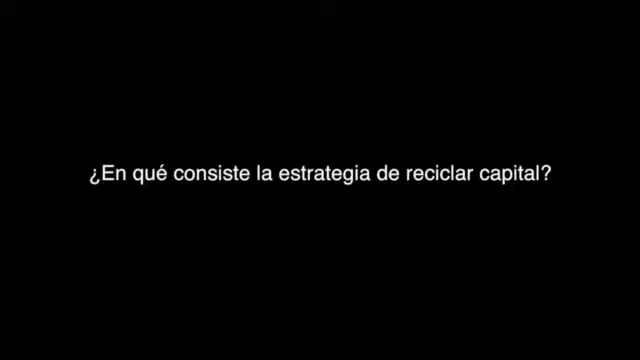 ¿En qué consiste la estrategia de reciclar capital?